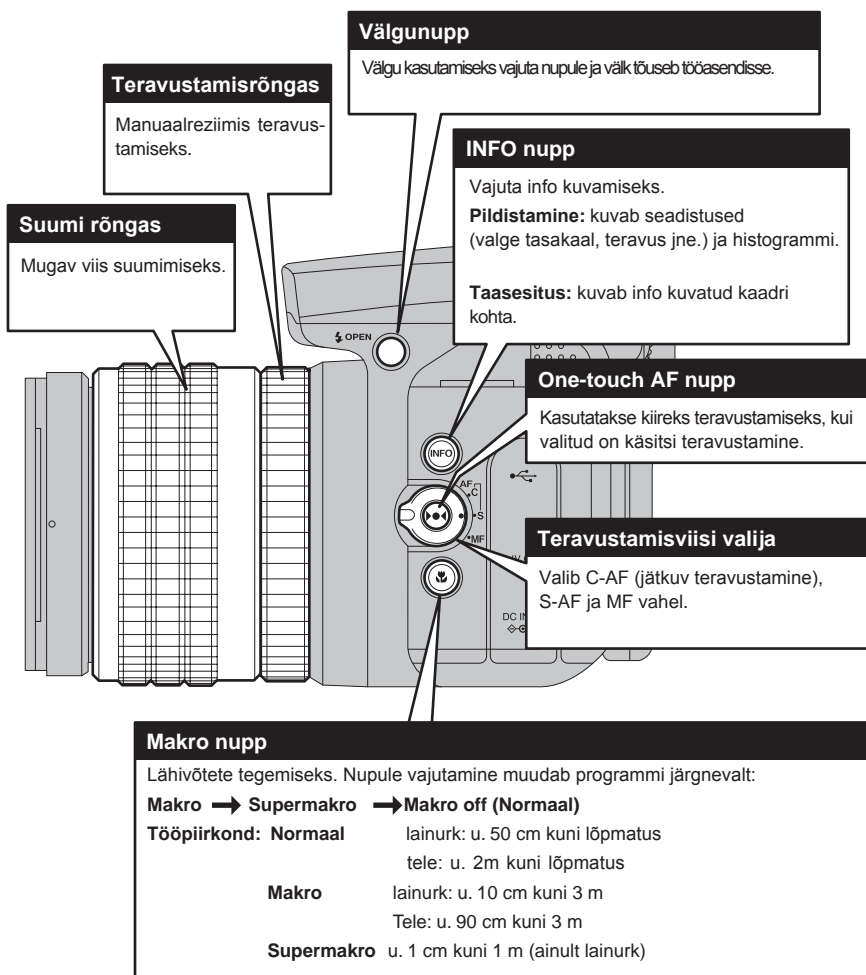 Välgunupp
Välgu kasutamiseks vajuta nupule ja välk tõuseb tööasendisse.
Teravustamisrõngas
Manuaalreziimis teravus-
tamiseks.
INFO nupp
Vajuta info kuvamiseks.
Pildistamine: kuvab seadistused
(valge tasakaal, teravus jne.) ja histogrammi.
Taasesitus: kuvab info kuvatud kaadri
kohta.
Suumi rõngas
Mugav viis suumimiseks.
OPEN
One-touch AF nupp
Kasutatakse kiireks teravustamiseks, kui
valitud on käsitsi teravustamine.
INFO
AF
C
S
MF
Teravustamisviisi valija
Valib C-AF (jätkuv teravustamine),
S-AF ja MF vahel.
DC IN
Makro nupp
Lähivõtete tegemiseks. Nupule vajutamine muudab programmi järgnevalt:
Makro → Supermakro → Makro off (Normaal)
Tööpiirkond: Normaal lainurk: u. 50 cm kuni lõpmatus
tele: u. 2m kuni lõpmatus
Makro lainurk: u. 10 cm kuni 3 m
Tele: u. 90 cm kuni 3 m
Supermakro u. 1 cm kuni 1 m (ainult lainurk)